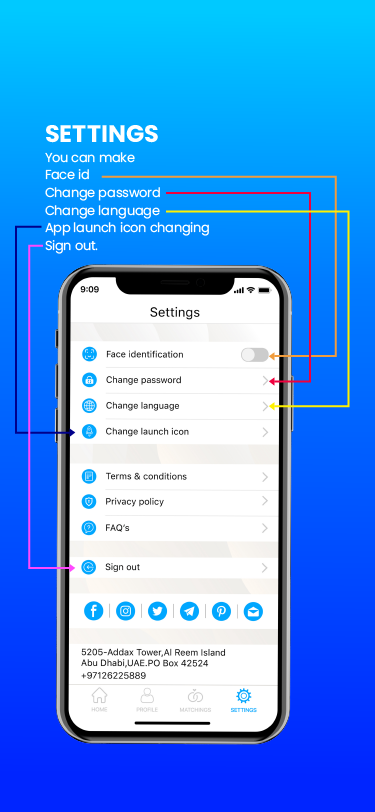 SETTINGS
You can make
Face id
Change password
Change language
App launch icon changing
Sign out.
9:09
Settings
Face identification
Change password
Change language
Change launch icon
Terms & conditions
Privacy policy
FAQ's
Sign out
5205-Addax Tower,Al Reem Island
Abu Dhabi,UAE.PO Box 42524
+97126225889
HOME PROFILE MATCHINGS SETTINGS